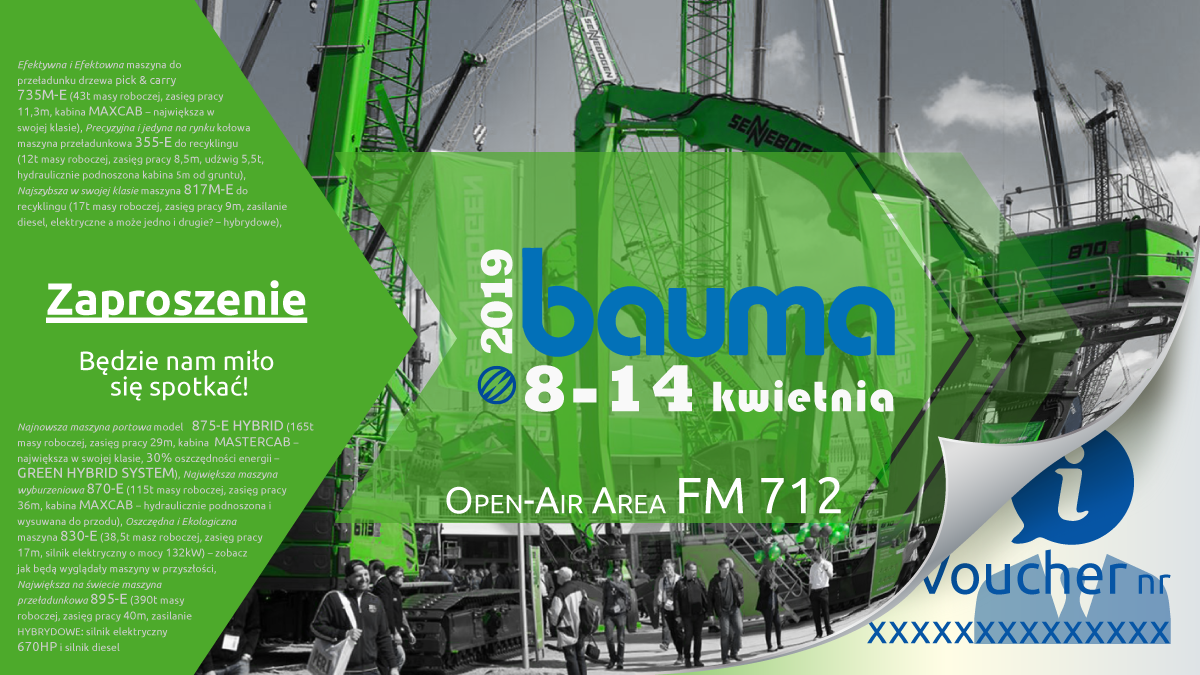 Efektywna i Efektowna maszyna do
przeładunku drzewa pick & carry
735M-E (43t masy roboczej, zasięg pracy
11,3m, kabina MAXCAB – największa w
swojej klasie), Precyzyjna i jedyna na rynku kołowa
maszyna przeładunkowa 355-E do recyklingu
(12t masy roboczej, zasięg pracy 8,5m, udźwig 5,5t,
hydraulicznie podnoszona kabina 5m od gruntu),
Najszybsza w swojej klasie maszyna 817M-E do
recyklingu (17t masy roboczej, zasięg pracy 9m, zasilanie
diesel, elektryczne a może jedno i drugie? – hybrydowe),
Zaproszenie
Będzie nam miło
się spotkać!
Najnowsza maszyna portowa model 875-E HYBRID (165t
masy roboczej, zasięg pracy 29m, kabina MASTERCAB –
największa w swojej klasie, 30% oszczędności energii –
GREEN HYBRID SYSTEM), Największa maszyna
wyburzeniowa 870-E (115t masy roboczej, zasięg pracy
36m, kabina MAXCAB – hydraulicznie podnoszona i
wysuwana do przodu), Oszczędna i Ekologiczna
maszyna 830-E (38,5t masz roboczej, zasięg pracy
17m, silnik elektryczny o mocy 132kW) – zobacz
jak będą wyglądały maszyny w przyszłości,
Największa na świecie maszyna
przeładunkowa 895-E (390t masy
roboczej, zasięg pracy 40m, zasilanie
HYBRYDOWE: silnik elektryczny
670HP i silnik diesel
SENNEBOGEN
SENNEBOGEN
SENNEBOGEN
SENNEBOGEN
870
2019
bauma
8-14 kwietnia
Open-Air Area FM 712
i
Voucher nr
xxxxxxxxxxxxxxx